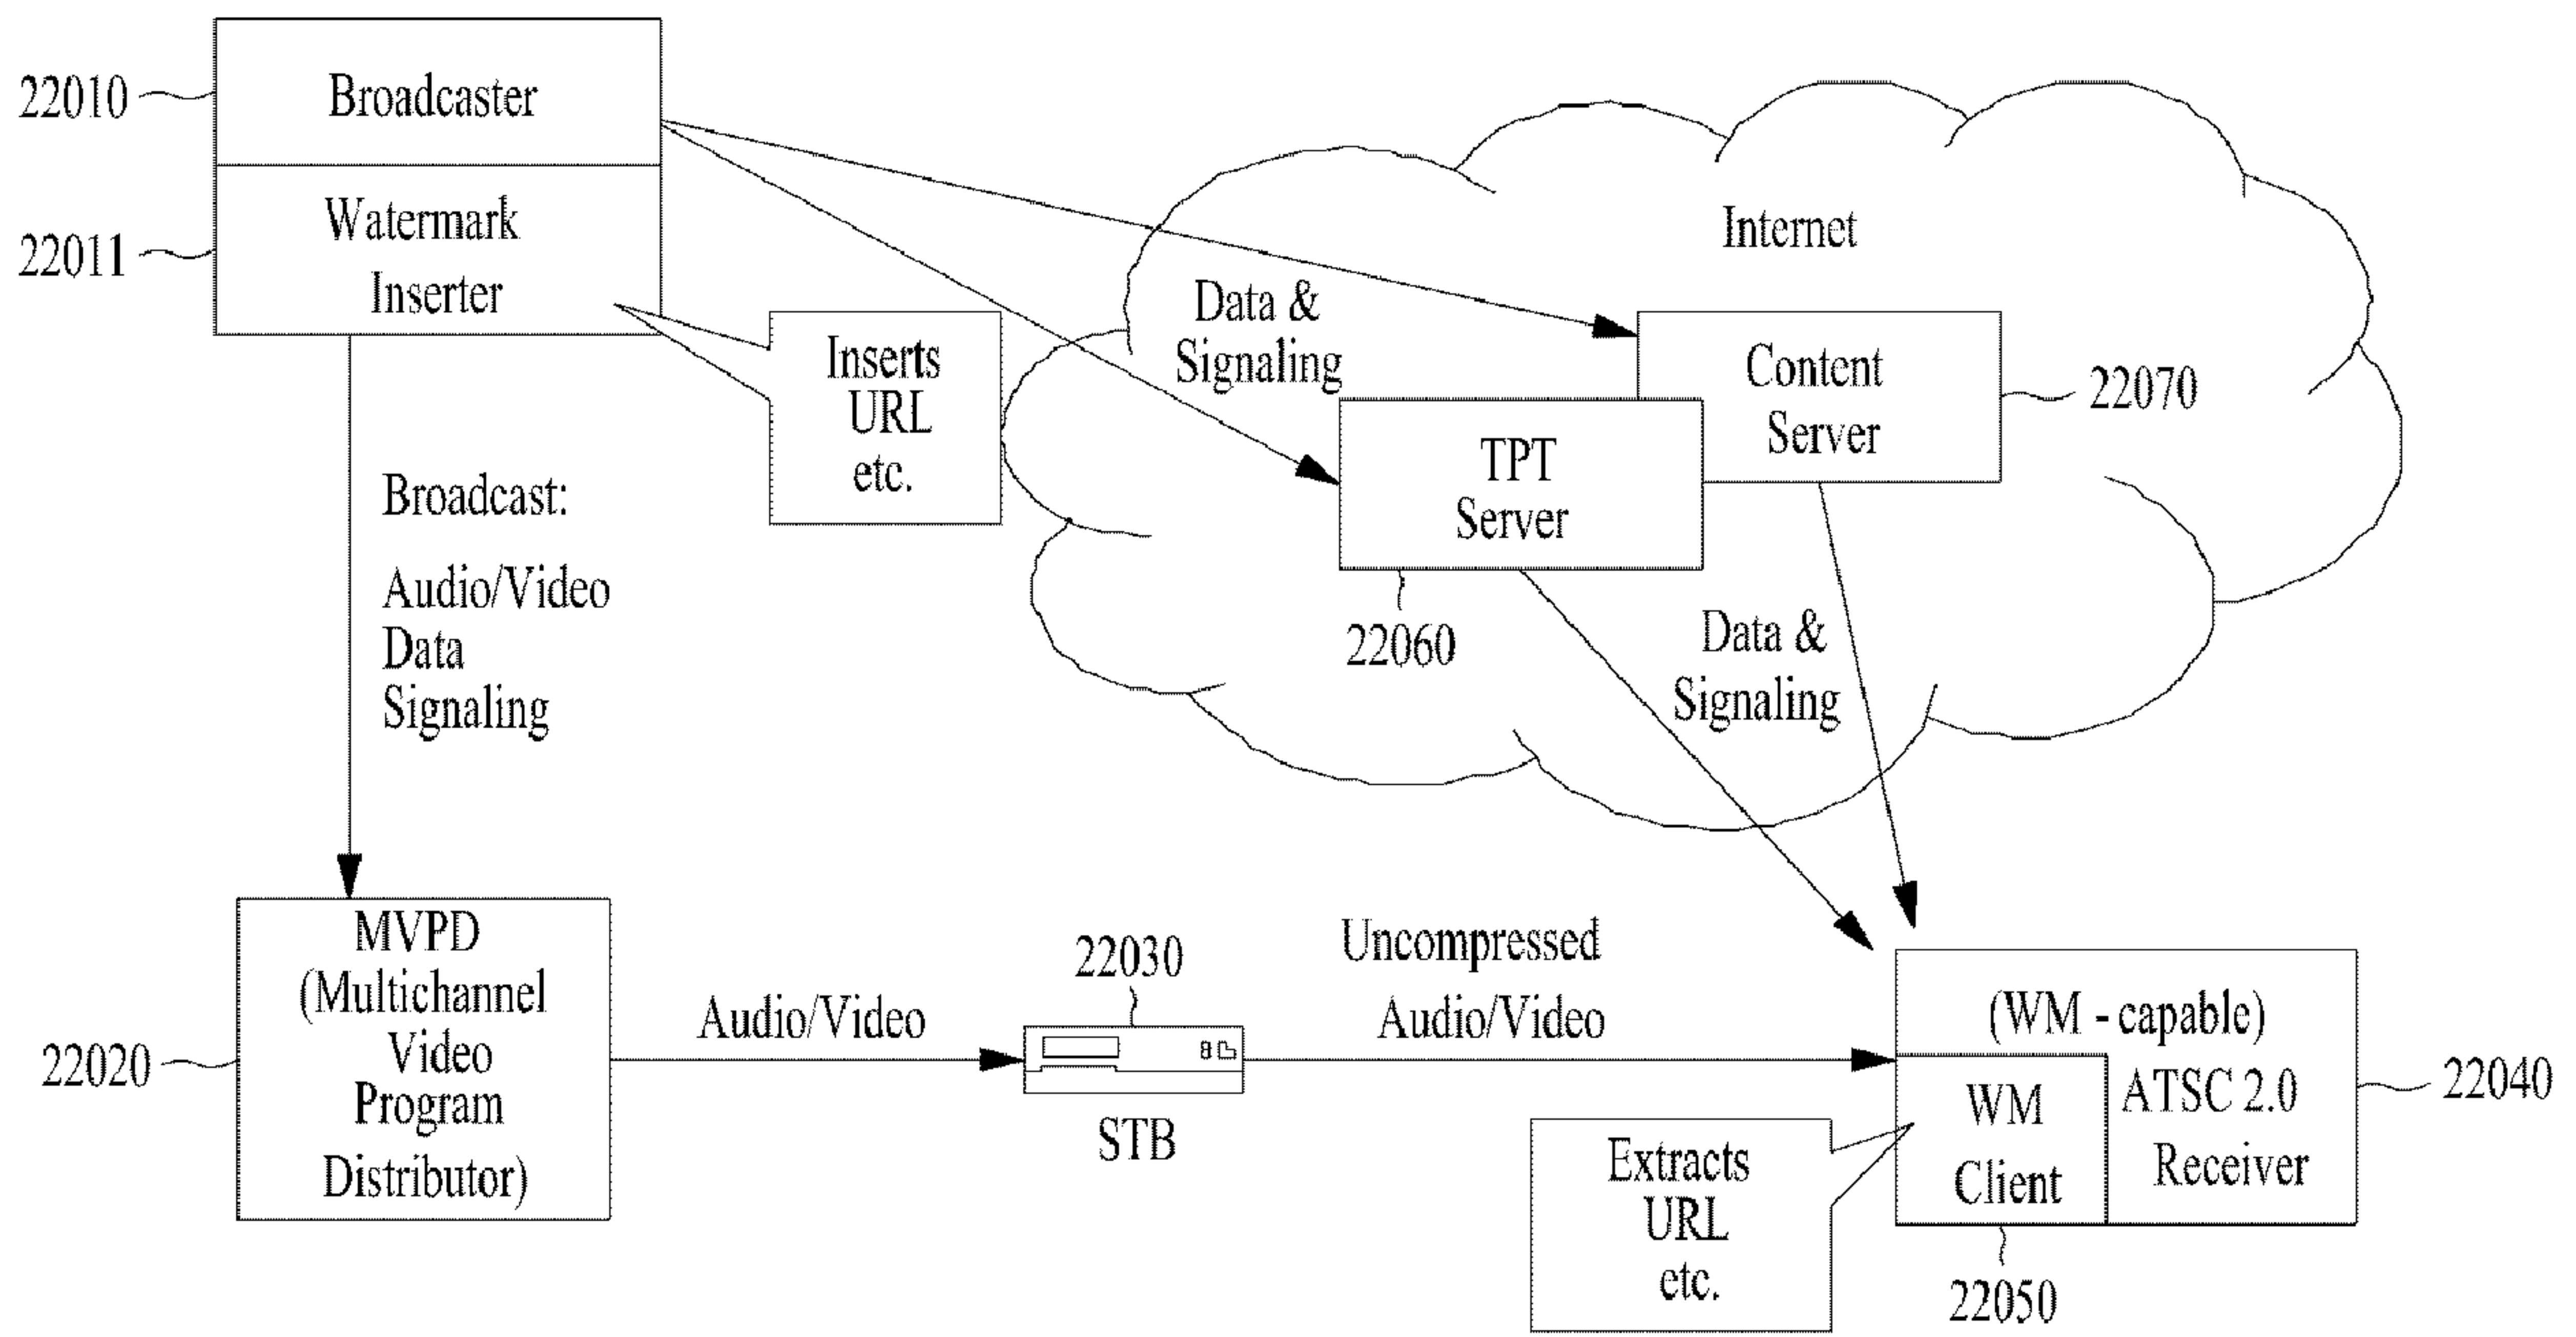 22010
Broadcaster
22011
Watermark
Inserter
Inserts
URL
etc.
Internet
Data &
Signaling
Content
Server
22070
TPT
Server
22060
Data &
Signaling
Broadcast:
Audio/Video
Data
Signaling
22020
MVPD
(Multichannel
Video
Program
Distributor)
Audio/Video
22030
STB
Uncompressed
Audio/Video
(WM - capable)
ATSC 2.0
Receiver
22040
WM
Client
22050
Extracts
URL
etc.